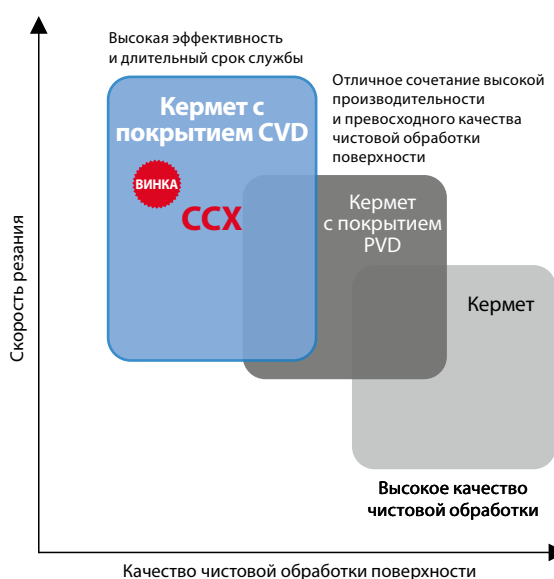 Высокая эффективность
и длительный срок службы
Отличное сочетание высокой
производительности
и превосходного качества
чистовой обработки
поверхности
Кермет с
покрытием CVD
ВИНКА
CCX
Кермет
с покрытием
PVD
Кермет
Скорость резания
Высокое качество
чистовой обработки
Качество чистовой обработки поверхности